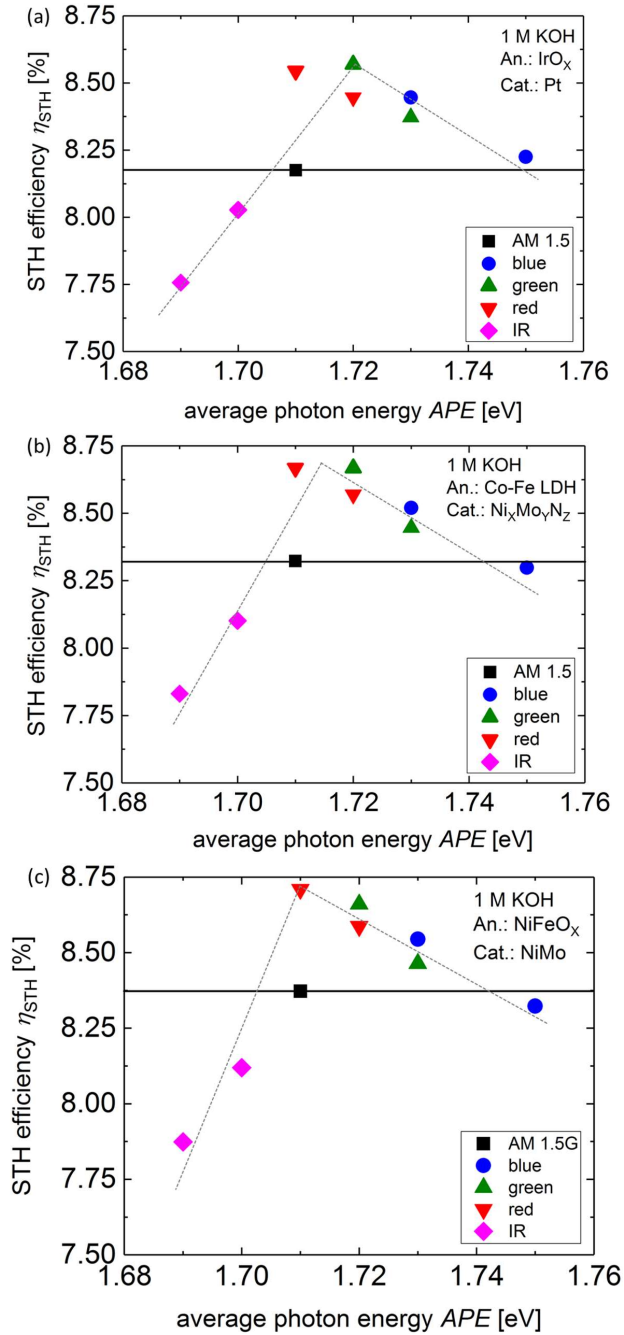 (a)
8.75
8.50
8.25
8.00
7.75
7.50
STH efficiency ηSTH [%]
1 M KOH
An.: IrOX
Cat.: Pt
AM 1.5
blue
green
red
IR
1.68 1.70 1.72 1.74 1.76
average photon energy APE [eV]
(b)
8.75
8.50
8.25
8.00
7.75
7.50
STH efficiency ηSTH [%]
1 M KOH
An.: Co-Fe LDH
Cat.: NiXMoYNZ
AM 1.5
blue
green
red
IR
1.68 1.70 1.72 1.74 1.76
average photon energy APE [eV]
(c)
8.75
8.50
8.25
8.00
7.75
7.50
STH efficiency ηSTH [%]
1 M KOH
An.: NiFeOX
Cat.: NiMo
AM 1.5G
blue
green
red
IR
1.68 1.70 1.72 1.74 1.76
average photon energy APE [eV]